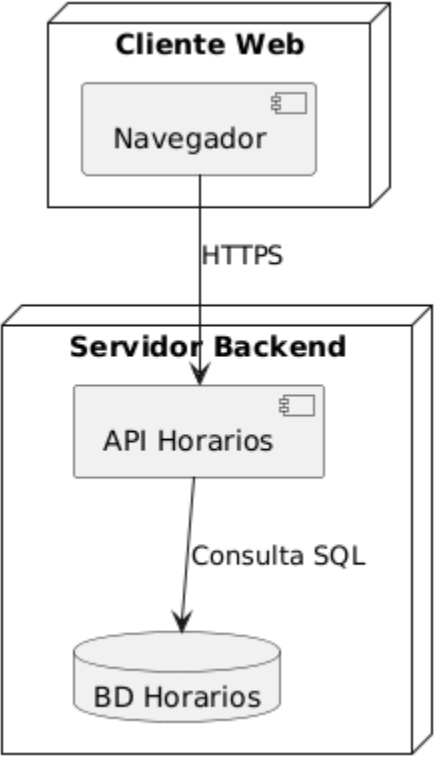 Cliente Web
Navegador
HTTPS
Servidor Backend
API Horarios
Consulta SQL
BD Horarios